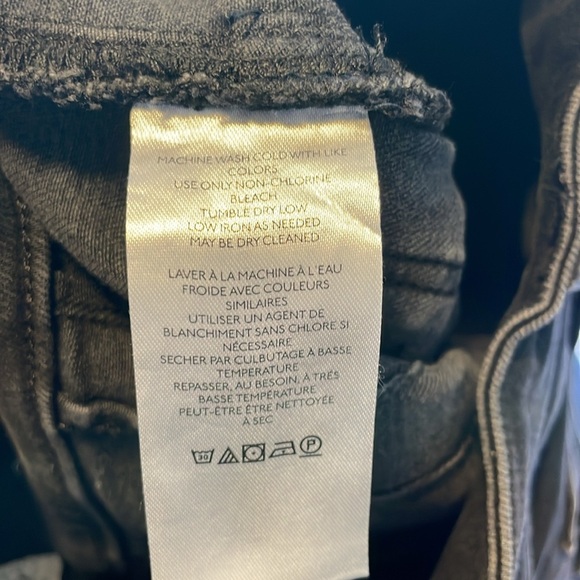 MACHINE WASH COLD WITH LIKE
COLORS
USE ONLY NON-CHLORINE
BLEACH
TUMBLE DRY LOW
LOW IRON AS NEEDED
MAY BE DRY CLEANED
LAVER À LA MACHINE À L'EAU
FROIDE AVEC COULEURS
SIMILAIRES
UTILISER UN AGENT DE
BLANCHIMENT SANS CHLORE SI
NÉCESSAIRE
SECHER PAR CULBUTAGE À BASSE
TEMPERATURE
REPASSER, AU BESOIN, À TRÉS
BASSE TEMPÉRATURE
PEUT-ÊTRE ÊTRE NETTOYÉE
À SEC
30 P